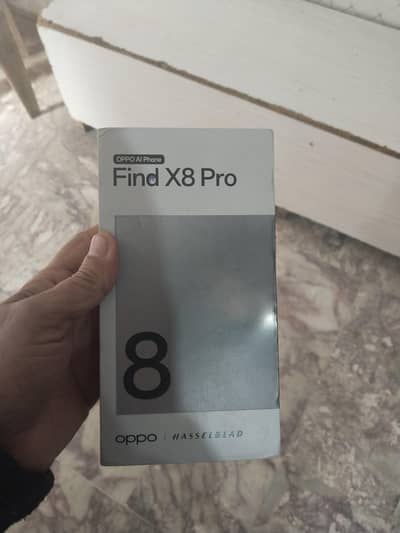 OPPO AI Phone
Find X8 Pro
8
oppo | HASSELBLAD